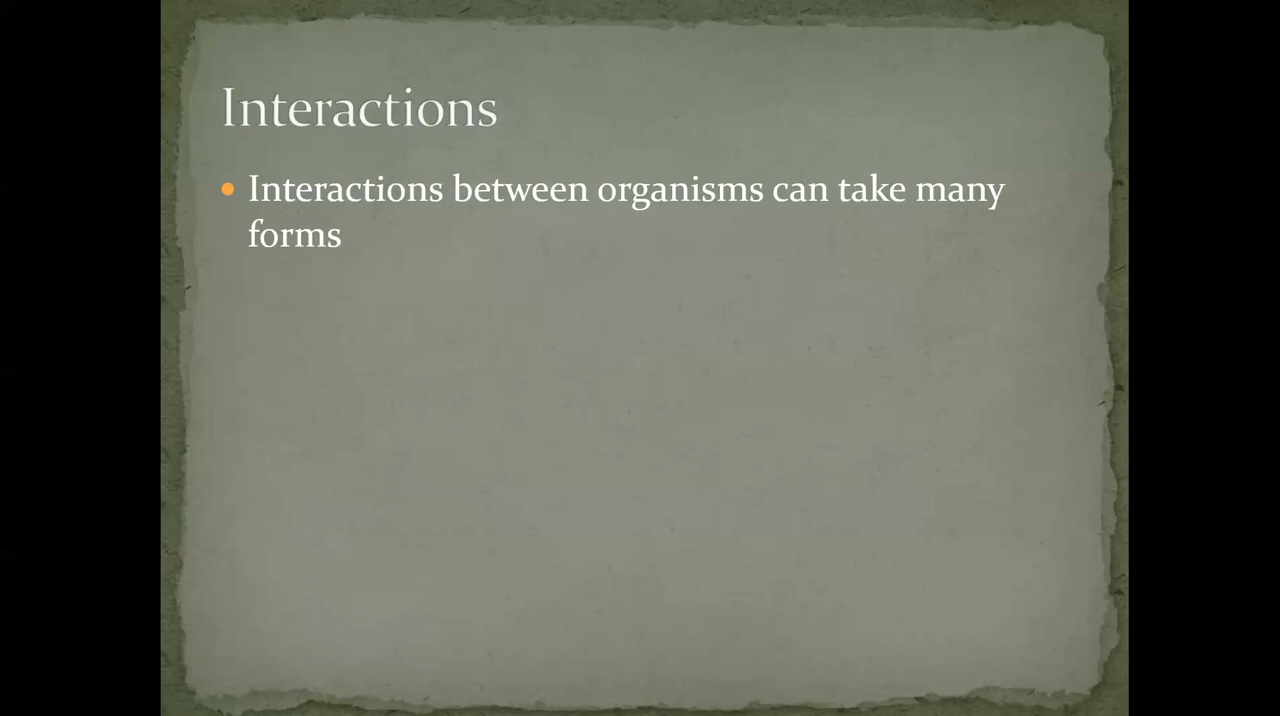 Interactions
Interactions between organisms can take many
forms